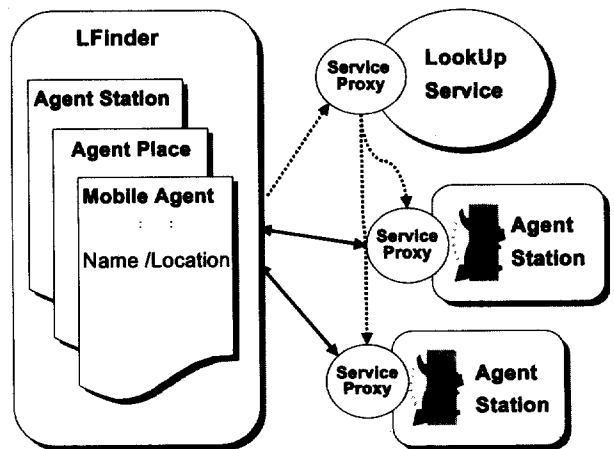 LFinder
Agent Station
Agent Place
Mobile Agent
: :
Name /Location
Service
Proxy
LookUp
Service
Service
Proxy
Agent
Station
Service
Proxy
Agent
Station